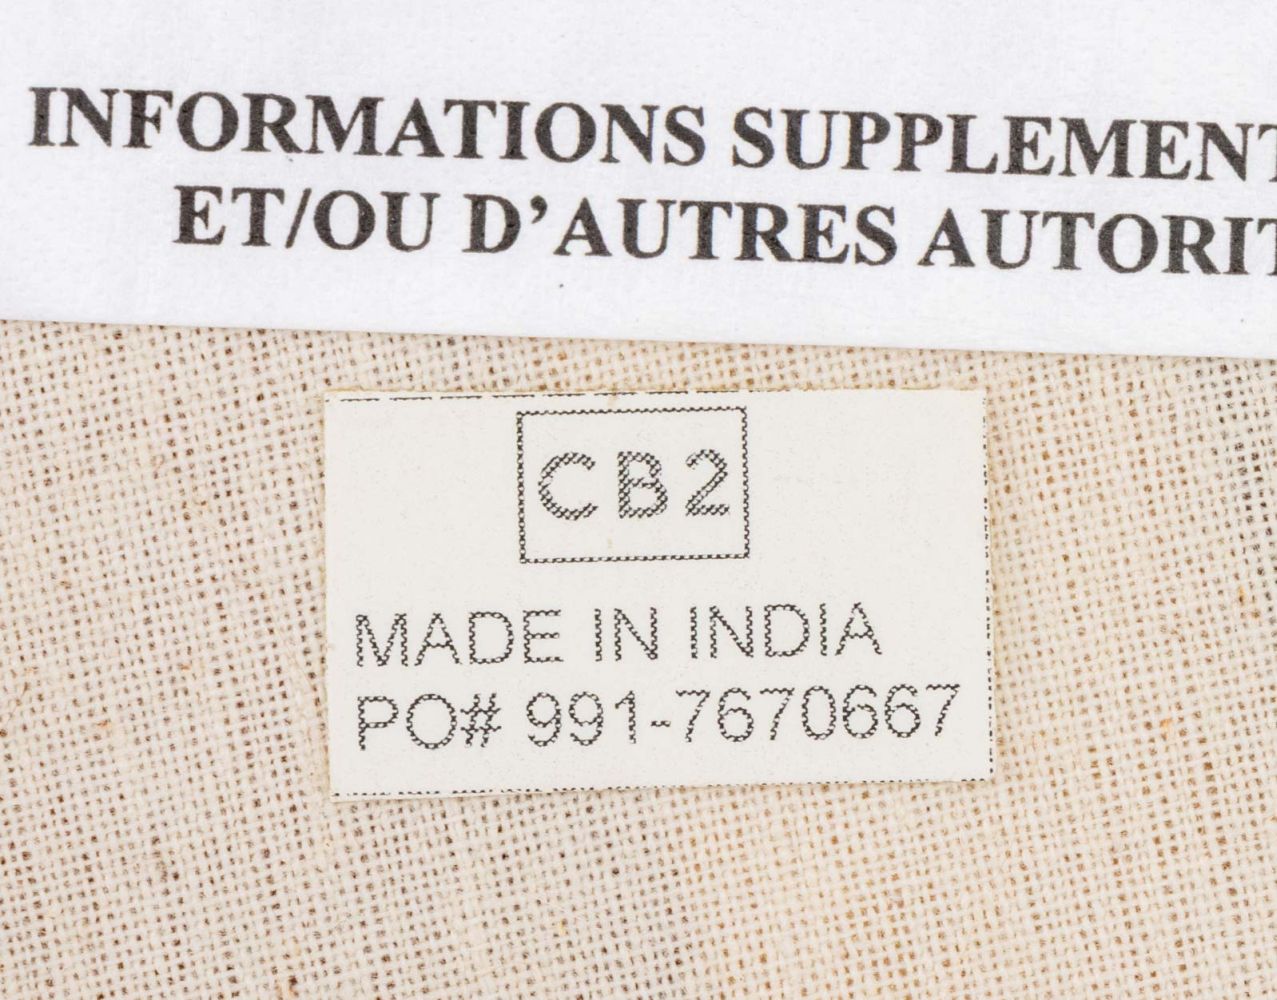 INFORMATIONS SUPPLEMENT
ET/OU D’AUTRES AUTORIT
CB2
MADE IN INDIA
PO# 991-7670667